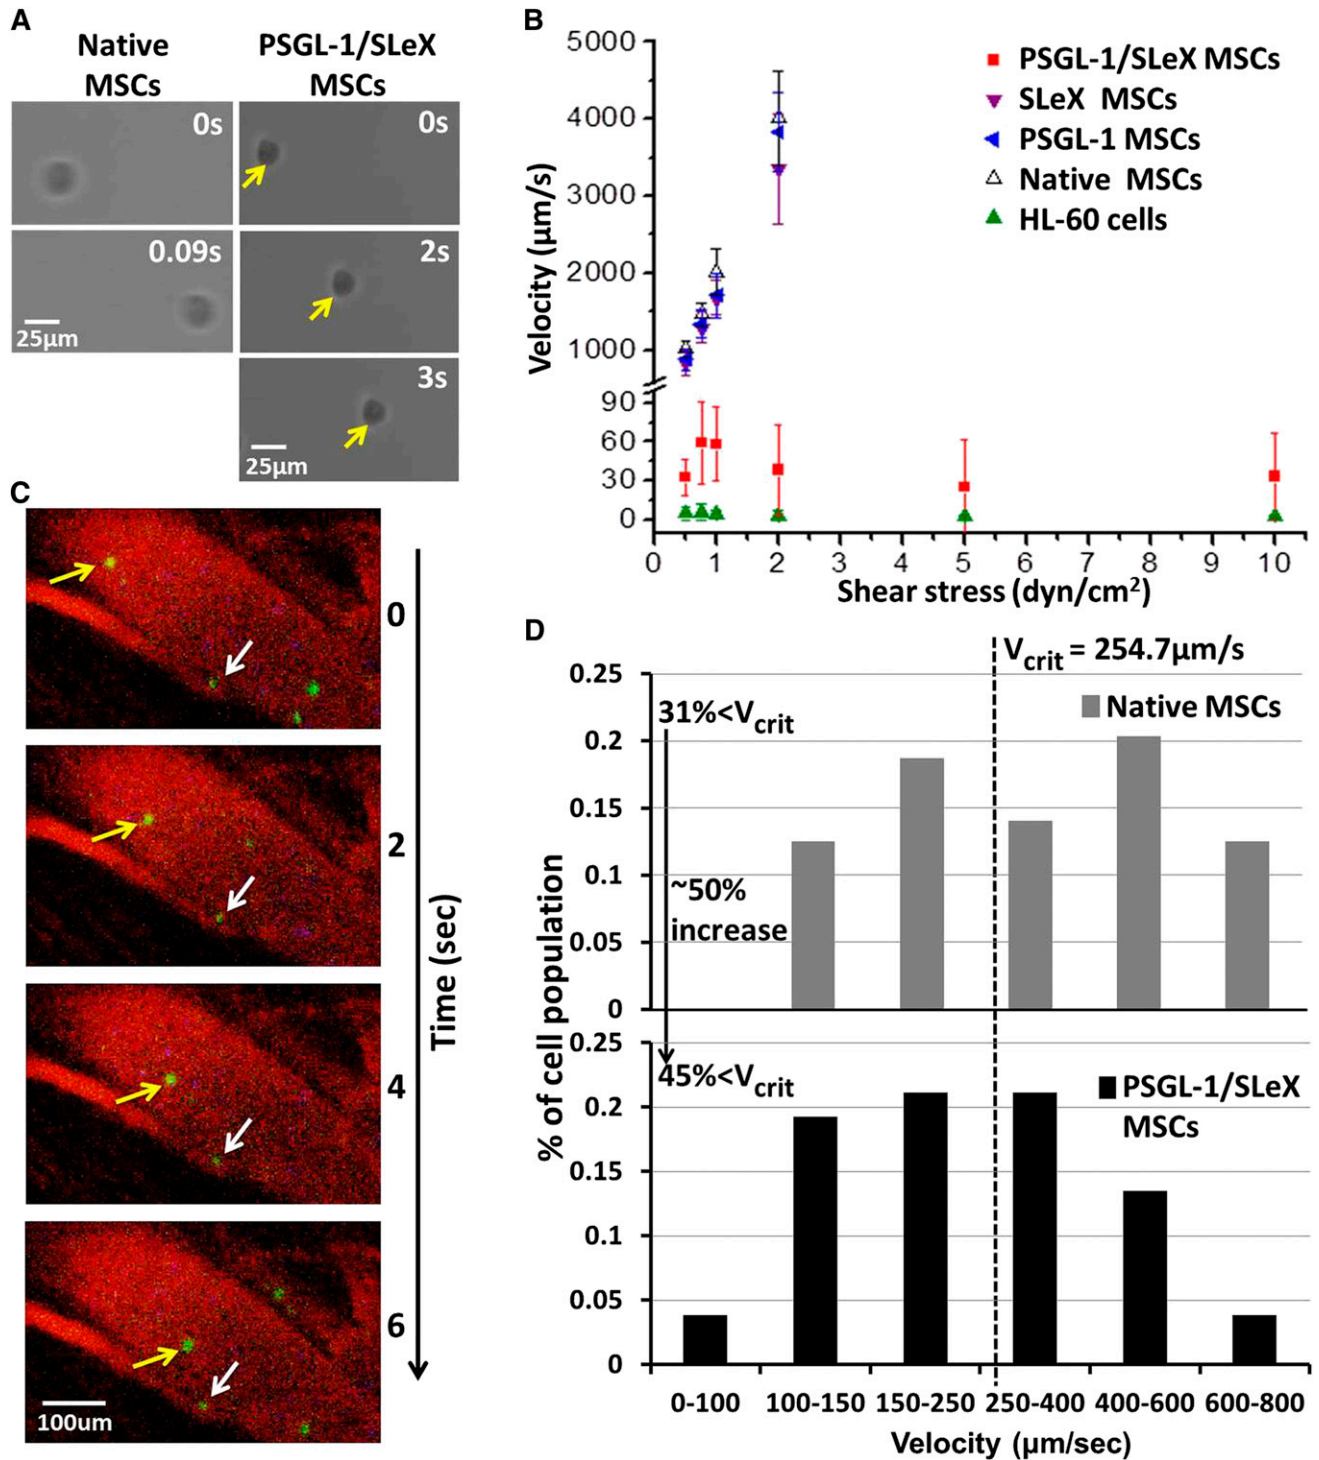 A
Native
MSCs
PSGL-1/SLeX
MSCs
0s
0s
0.09s
2s
25μm
3s
25μm
B
5000
4000
3000
2000
1000
90
60
30
0
Velocity (μm/s)
PSGL-1/SLeX MSCs
SLeX MSCs
PSGL-1 MSCs
Native MSCs
HL-60 cells
0 1 2 3 4 5 6 7 8 9 10
Shear stress (dyn/cm²)
C
0
2
4
6
Time (sec)
100um
D
V_crit = 254.7μm/s
0.25
0.2
0.15
0.1
0.05
0
31%<V_crit
Native MSCs
~50%
increase
% of cell population
0.25
0.2
0.15
0.1
0.05
0
45%<V_crit
PSGL-1/SLeX
MSCs
0-100 100-150 150-250 250-400 400-600 600-800
Velocity (μm/sec)